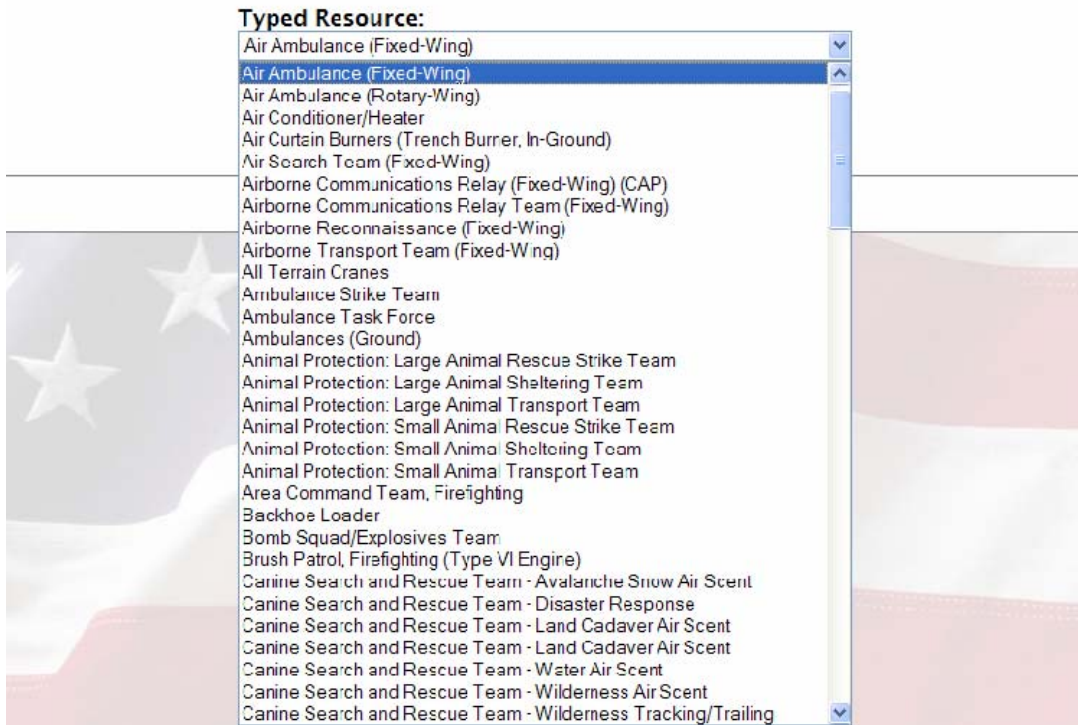 Typed Resource:
Air Ambulance (Fixed-Wing)
Air Ambulance (Fixed-Wing)
Air Ambulance (Rotary-Wing)
Air Conditioner/Heater
Air Curtain Burners (Trench Burner, In-Ground)
Air Search Team (Fixed-Wing)
Airborne Communications Relay (Fixed-Wing) (CAP)
Airborne Communications Relay Team (Fixed-Wing)
Airborne Reconnaissance (Fixed-Wing)
Airborne Transport Team (Fixed-Wing)
All Terrain Cranes
Ambulance Strike Team
Ambulance Task Force
Ambulances (Ground)
Animal Protection: Large Animal Rescue Strike Team
Animal Protection: Large Animal Sheltering Team
Animal Protection: Large Animal Transport Team
Animal Protection: Small Animal Rescue Strike Team
Animal Protection: Small Animal Sheltering Team
Animal Protection: Small Animal Transport Team
Area Command Team, Firefighting
Backhoe Loader
Bomb Squad/Explosives Team
Brush Patrol, Firefighting (Type VI Engine)
Canine Search and Rescue Team - Avalanche Snow Air Scent
Canine Search and Rescue Team - Disaster Response
Canine Search and Rescue Team - Land Cadaver Air Scent
Canine Search and Rescue Team - Land Cadaver Air Scent
Canine Search and Rescue Team - Water Air Scent
Canine Search and Rescue Team - Wilderness Air Scent
Canine Search and Rescue Team - Wilderness Tracking/Trailing